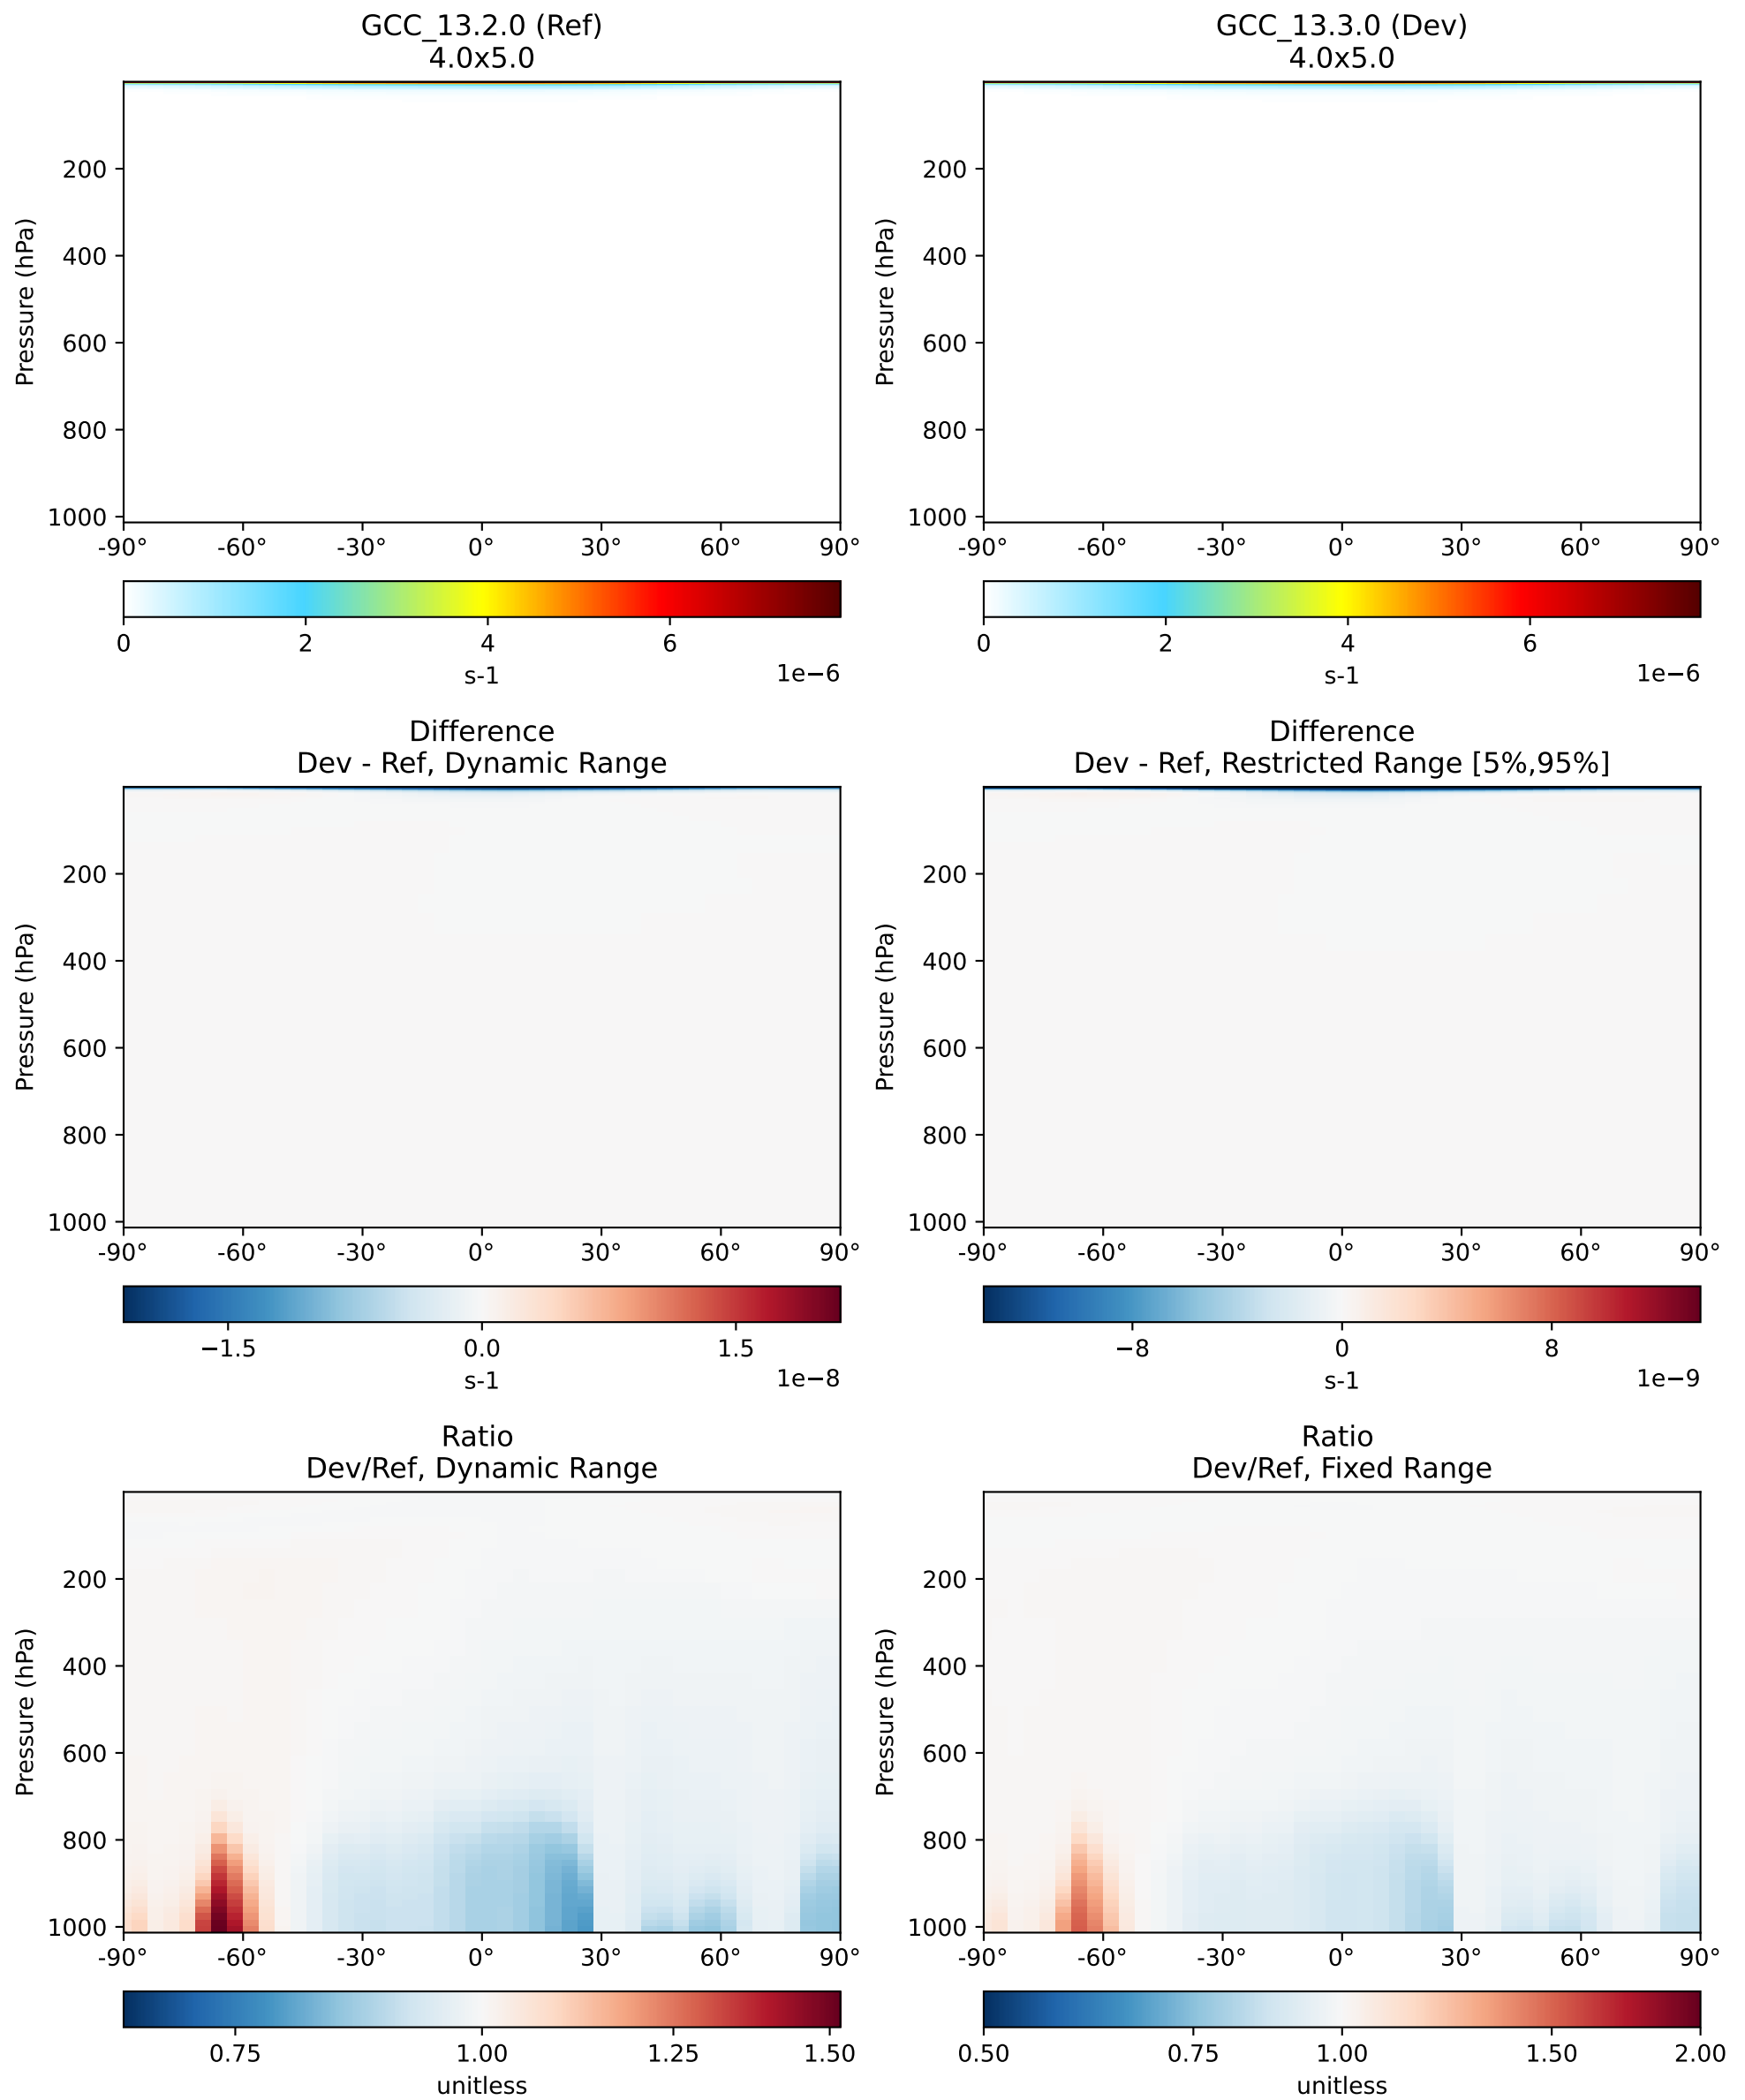 GCC_13.2.0 (Ref)
4.0x5.0
Pressure (hPa)
200
400
600
800
1000
-90° -60° -30° 0° 30° 60° 90°
0 2 4 6
s-1 1e−6
GCC_13.3.0 (Dev)
4.0x5.0
Pressure (hPa)
200
400
600
800
1000
-90° -60° -30° 0° 30° 60° 90°
0 2 4 6
s-1 1e−6
Difference
Dev - Ref, Dynamic Range
Pressure (hPa)
200
400
600
800
1000
-90° -60° -30° 0° 30° 60° 90°
−1.5 0.0 1.5
s-1 1e−8
Difference
Dev - Ref, Restricted Range [5%,95%]
Pressure (hPa)
200
400
600
800
1000
-90° -60° -30° 0° 30° 60° 90°
−8 0 8
s-1 1e−9
Ratio
Dev/Ref, Dynamic Range
Pressure (hPa)
200
400
600
800
1000
-90° -60° -30° 0° 30° 60° 90°
0.75 1.00 1.25 1.50
unitless
Ratio
Dev/Ref, Fixed Range
Pressure (hPa)
200
400
600
800
1000
-90° -60° -30° 0° 30° 60° 90°
0.50 0.75 1.00 1.50 2.00
unitless